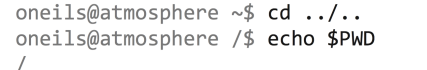 oneils@atmosphere ~$ cd ../..
oneils@atmosphere /$ echo $PWD
/